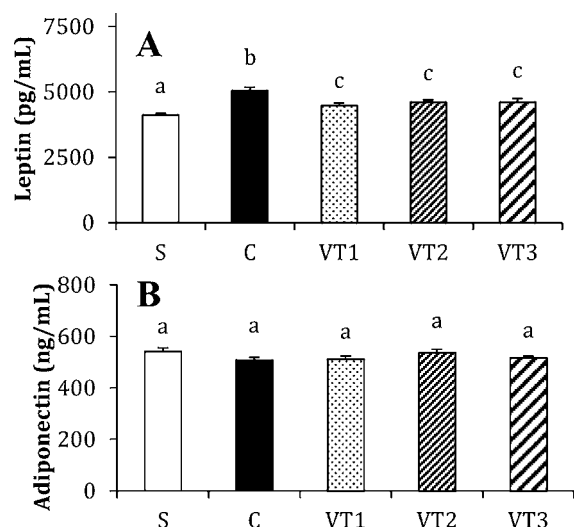 A
Leptin (pg/mL)
7500
5000
2500
0
a
b
c
c
c
S
C
VT1
VT2
VT3
B
Adiponectin (ng/mL)
800
600
400
200
0
a
a
a
a
a
S
C
VT1
VT2
VT3